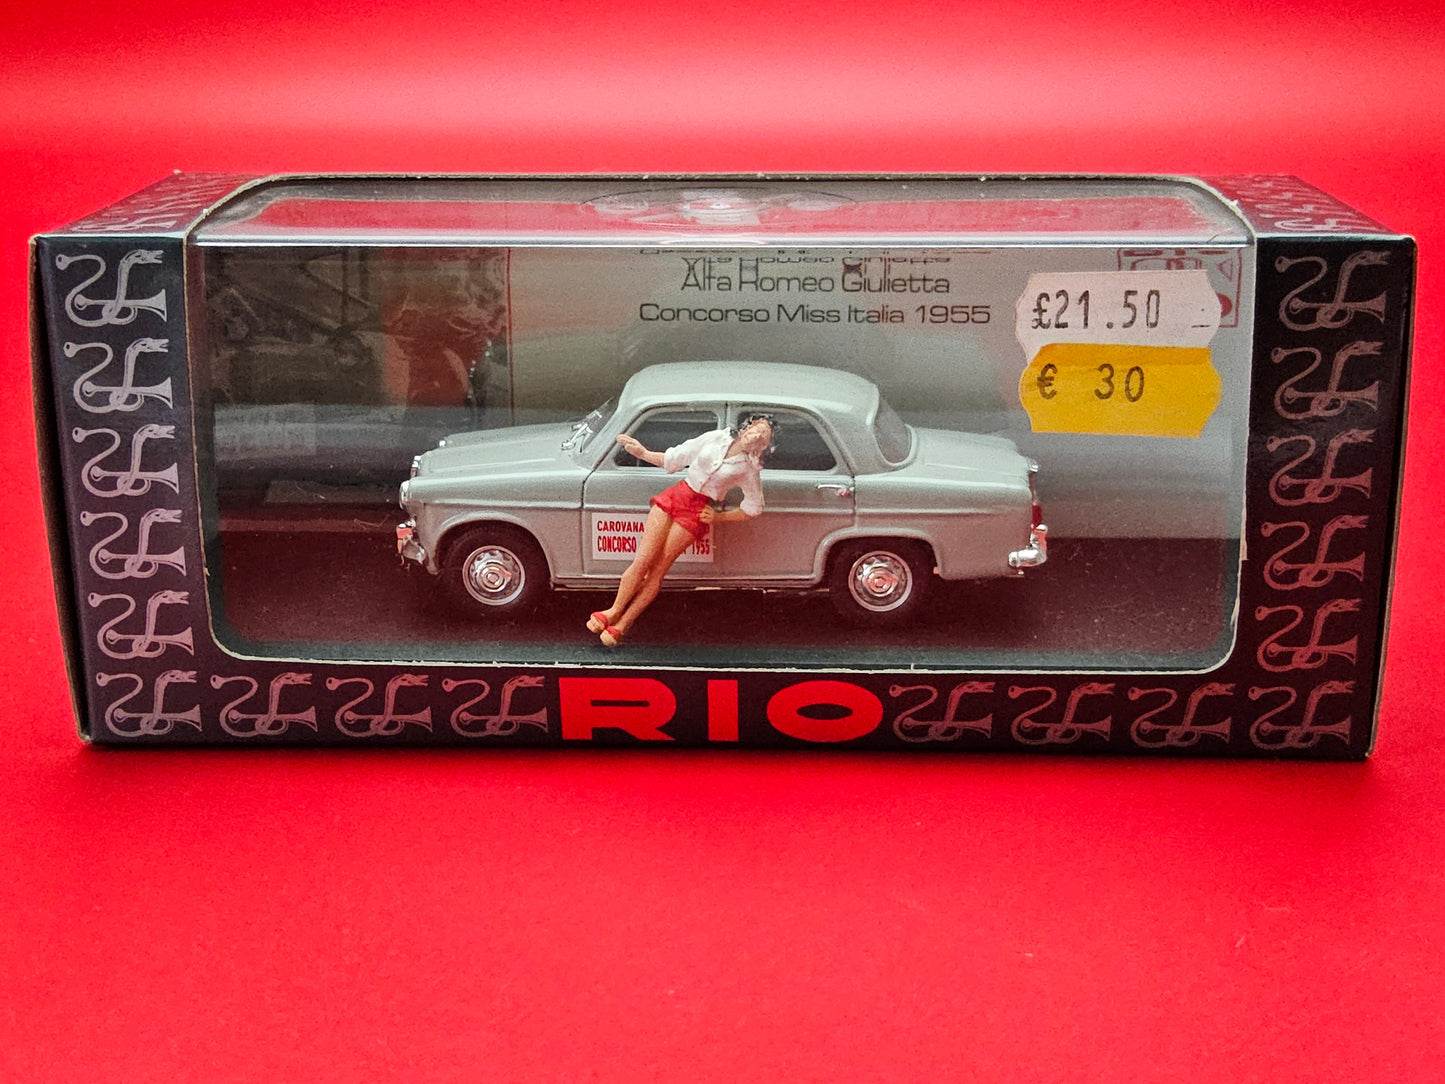 Alfa Romeo Giulietta
Concorso Miss Italia 1955
£21.50
€ 30
CAROVANA
CONCORSO 1955
RIO